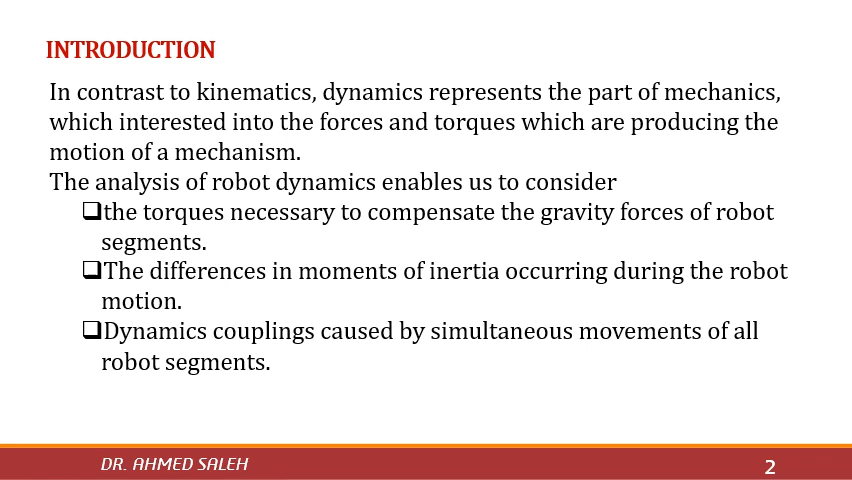 INTRODUCTION
In contrast to kinematics, dynamics represents the part of mechanics,
which interested into the forces and torques which are producing the
motion of a mechanism.
The analysis of robot dynamics enables us to consider
❑the torques necessary to compensate the gravity forces of robot
segments.
❑The differences in moments of inertia occurring during the robot
motion.
❑Dynamics couplings caused by simultaneous movements of all
robot segments.
DR. AHMED SALEH
2